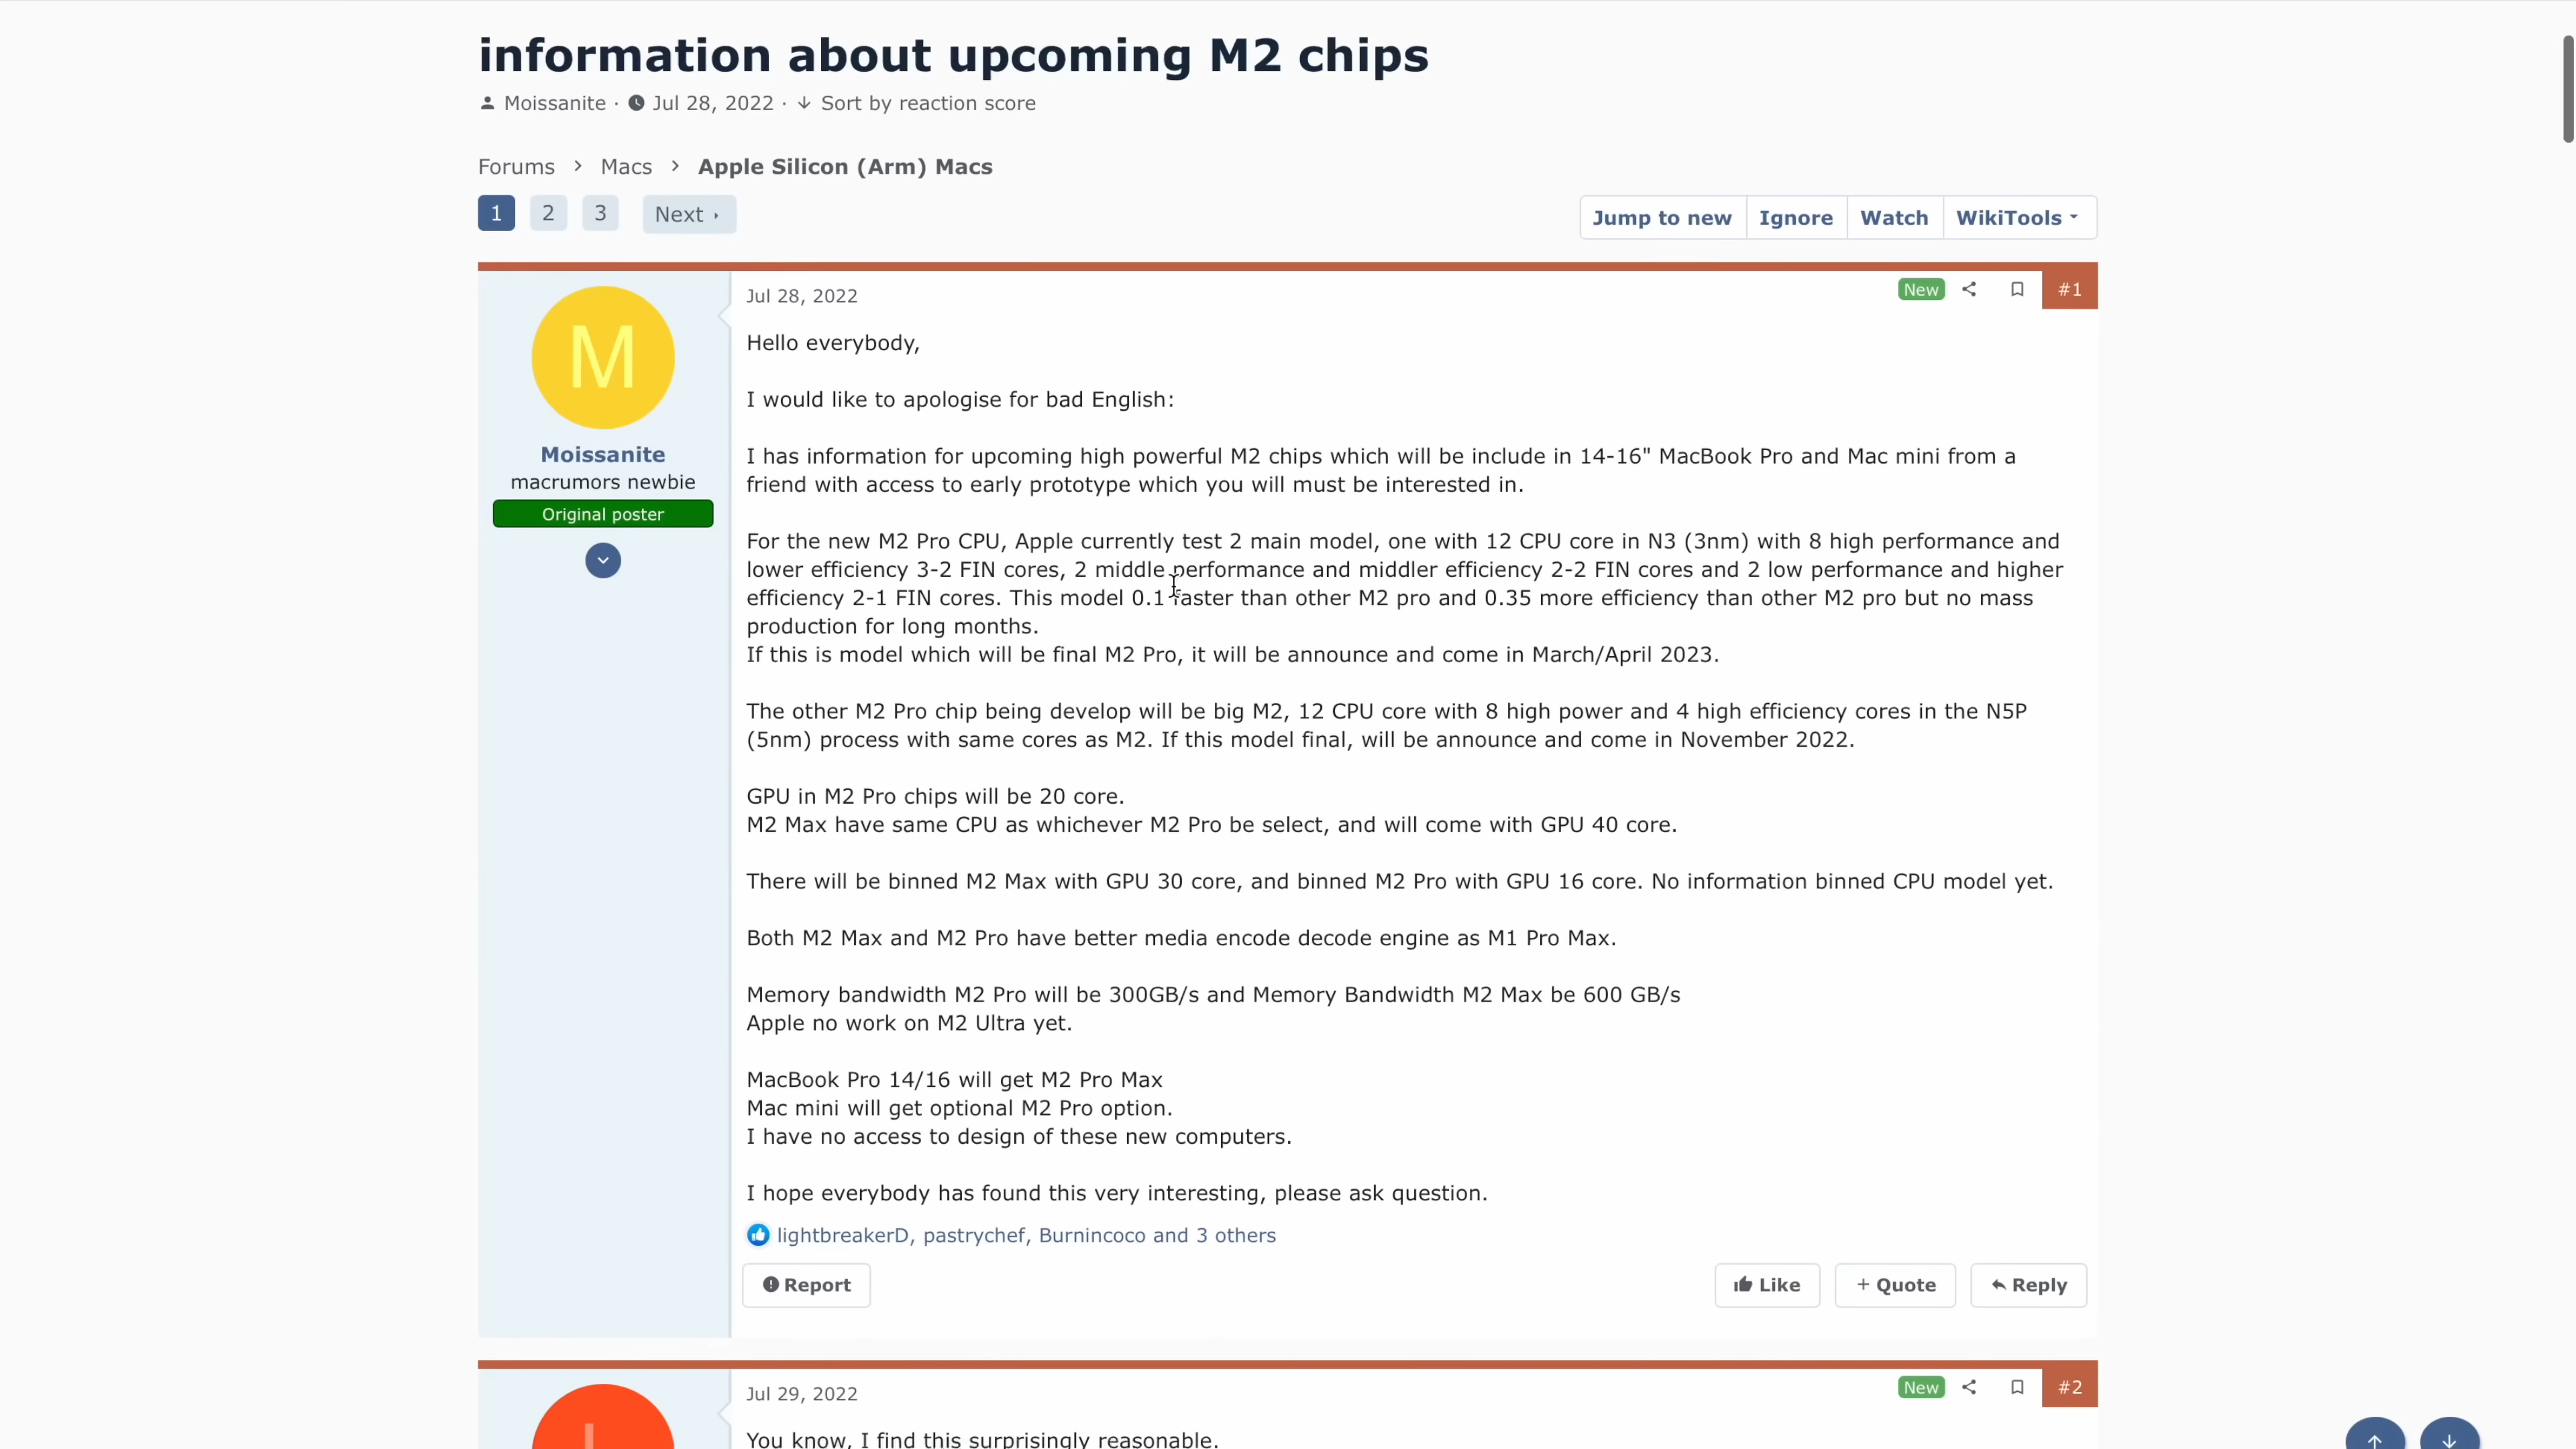 information about upcoming M2 chips
Moissanite · Jul 28, 2022 · Sort by reaction score
Forums > Macs > Apple Silicon (Arm) Macs
1 2 3 Next
Jump to new Ignore Watch WikiTools
M
Moissanite
macrumors newbie
Original poster
Jul 28, 2022
New
#1
Hello everybody,
I would like to apologise for bad English:
I has information for upcoming high powerful M2 chips which will be include in 14-16" MacBook Pro and Mac mini from a
friend with access to early prototype which you will must be interested in.
For the new M2 Pro CPU, Apple currently test 2 main model, one with 12 CPU core in N3 (3nm) with 8 high performance and
lower efficiency 3-2 FIN cores, 2 middle performance and middler efficiency 2-2 FIN cores and 2 low performance and higher
efficiency 2-1 FIN cores. This model 0.1 faster than other M2 pro and 0.35 more efficiency than other M2 pro but no mass
production for long months.
If this is model which will be final M2 Pro, it will be announce and come in March/April 2023.
The other M2 Pro chip being develop will be big M2, 12 CPU core with 8 high power and 4 high efficiency cores in the N5P
(5nm) process with same cores as M2. If this model final, will be announce and come in November 2022.
GPU in M2 Pro chips will be 20 core.
M2 Max have same CPU as whichever M2 Pro be select, and will come with GPU 40 core.
There will be binned M2 Max with GPU 30 core, and binned M2 Pro with GPU 16 core. No information binned CPU model yet.
Both M2 Max and M2 Pro have better media encode decode engine as M1 Pro Max.
Memory bandwidth M2 Pro will be 300GB/s and Memory Bandwidth M2 Max be 600 GB/s
Apple no work on M2 Ultra yet.
MacBook Pro 14/16 will get M2 Pro Max
Mac mini will get optional M2 Pro option.
I have no access to design of these new computers.
I hope everybody has found this very interesting, please ask question.
lightbreakerD, pastrychef, Burnincoco and 3 others
Report
Like + Quote Reply
Jul 29, 2022
New
#2
You know, I find this surprisingly reasonable.